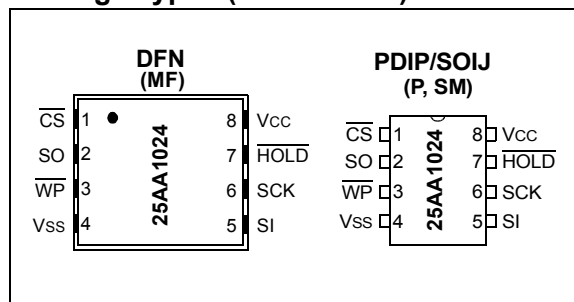 DFN
(MF)
CS 1 8 VCC
SO 2 7 HOLD
WP 3 6 SCK
VSS 4 5 SI
25AA1024
PDIP/SOIJ
(P, SM)
CS 1 8 VCC
SO 2 7 HOLD
WP 3 6 SCK
VSS 4 5 SI
25AA1024